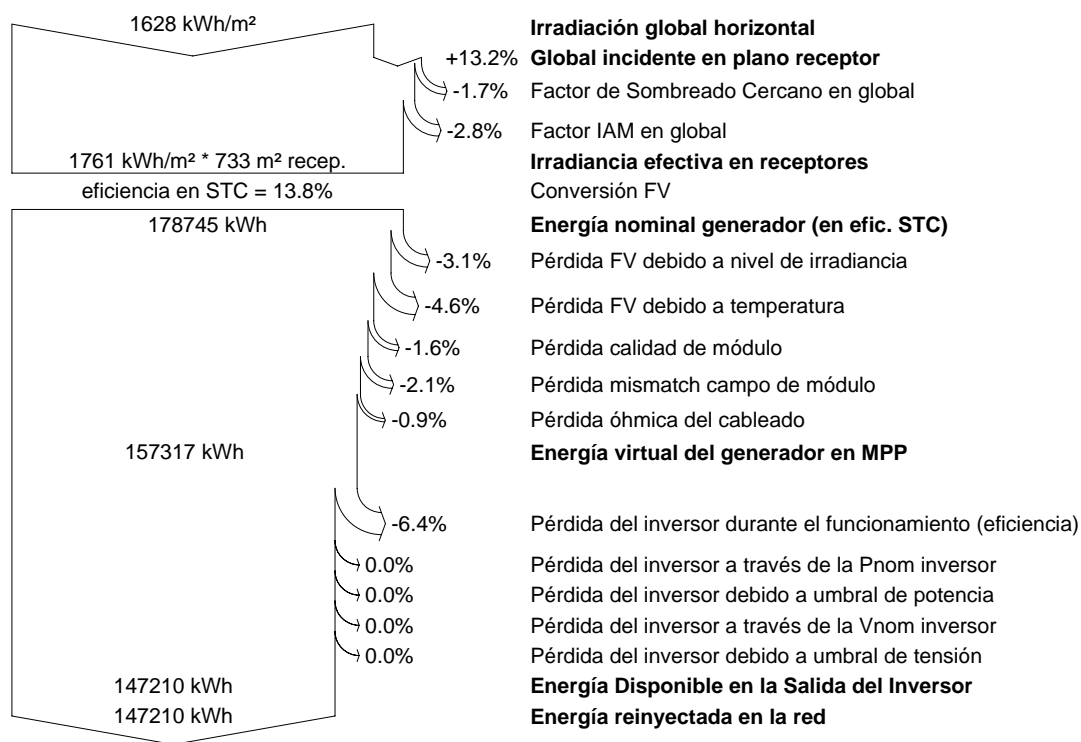 1628 kWh/m² Irradiación global horizontal
+13.2% Global incidente en plano receptor
-1.7% Factor de Sombreado Cercano en global
-2.8% Factor IAM en global
1761 kWh/m² * 733 m² recep. Irradiancia efectiva en receptores
eficiencia en STC = 13.8% Conversión FV
178745 kWh Energía nominal generador (en efic. STC)
-3.1% Pérdida FV debido a nivel de irradiancia
-4.6% Pérdida FV debido a temperatura
-1.6% Pérdida calidad de módulo
-2.1% Pérdida mismatch campo de módulo
-0.9% Pérdida óhmica del cableado
157317 kWh Energía virtual del generador en MPP
-6.4% Pérdida del inversor durante el funcionamiento (eficiencia)
0.0% Pérdida del inversor a través de la Pnom inversor
0.0% Pérdida del inversor debido a umbral de potencia
0.0% Pérdida del inversor a través de la Vnom inversor
0.0% Pérdida del inversor debido a umbral de tensión
147210 kWh Energía Disponible en la Salida del Inversor
147210 kWh Energía reinyectada en la red